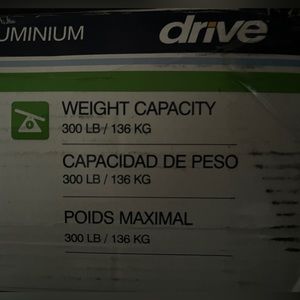 UMINIUM
drive
WEIGHT CAPACITY
300 LB / 136 KG
CAPACIDAD DE PESO
300 LB / 136 KG
POIDS MAXIMAL
300 LB / 136 KG